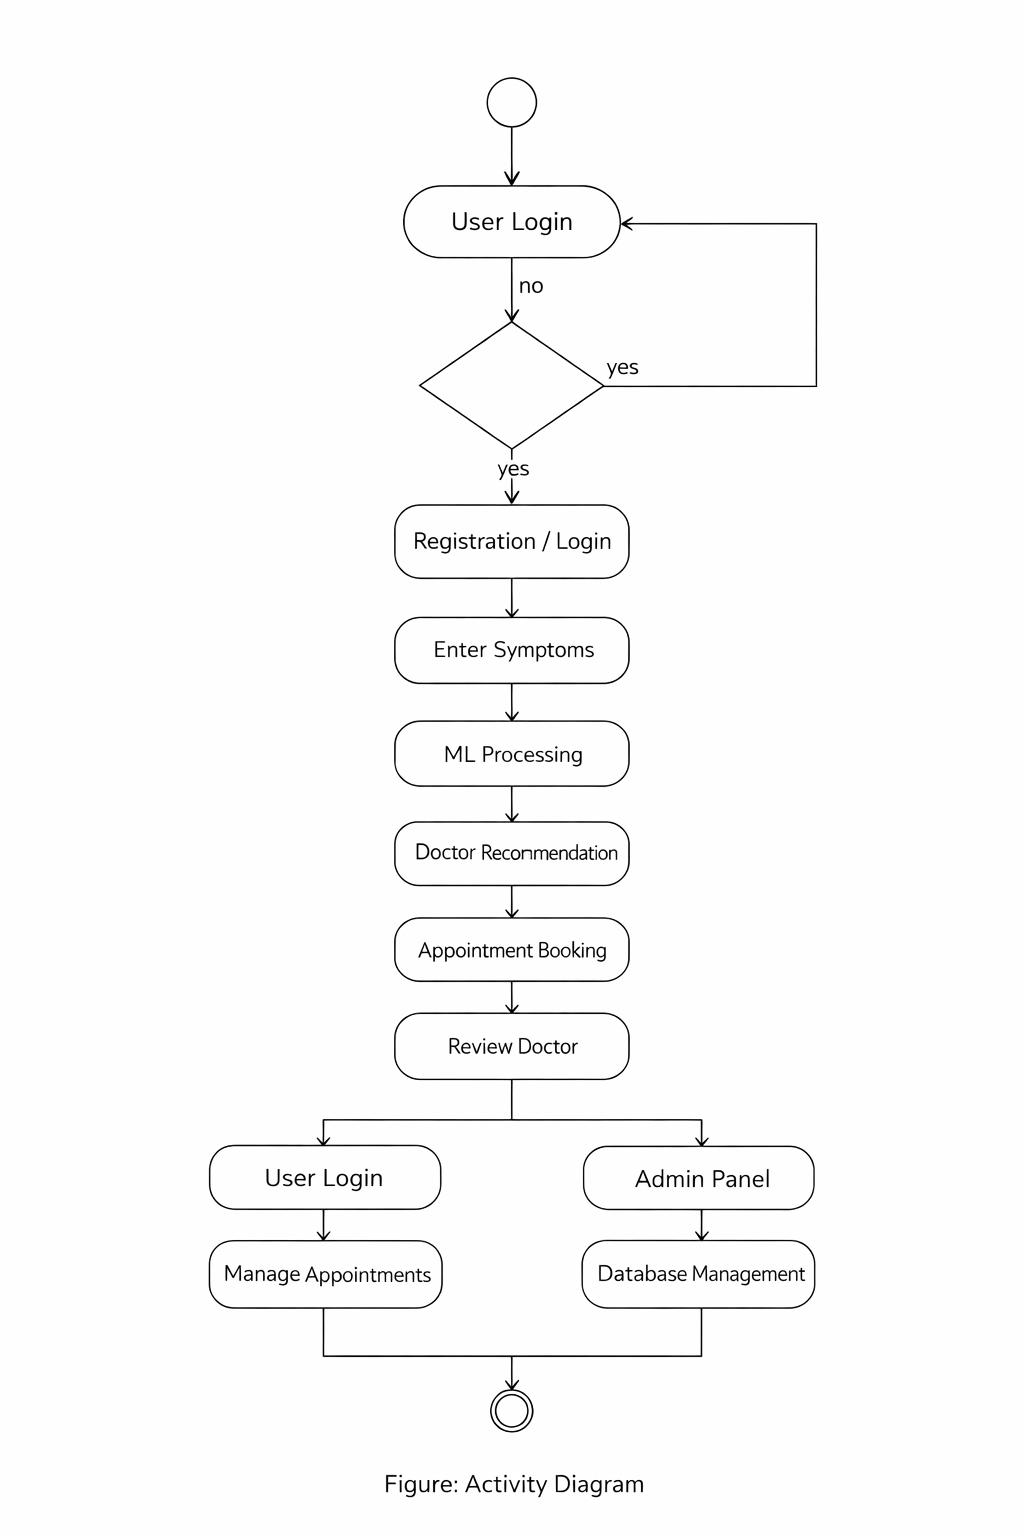 User Login
no
yes
yes
Registration / Login
Enter Symptoms
ML Processing
Doctor Recommendation
Appointment Booking
Review Doctor
User Login
Admin Panel
Manage Appointments
Database Management
Figure: Activity Diagram